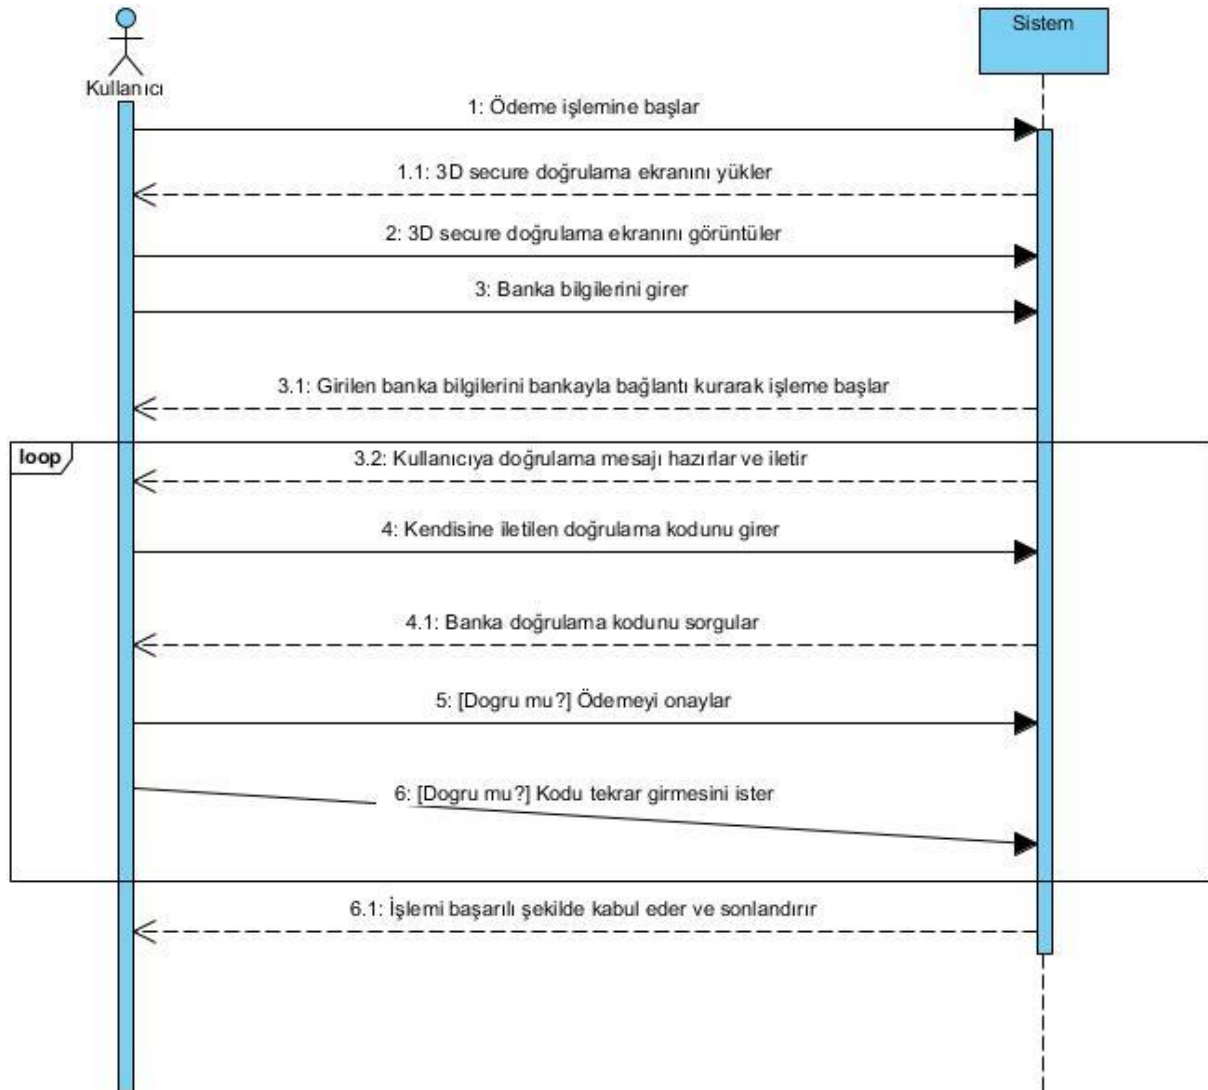 Sistem
Kullanıcı
1: Ödeme işlemine başlar
1.1: 3D secure doğrulama ekranını yükler
2: 3D secure doğrulama ekranını görüntüler
3: Banka bilgilerini girer
3.1: Girilen banka bilgilerini bankayla bağlantı kurarak işleme başlar
loop
3.2: Kullanıcıya doğrulama mesajı hazırlar ve iletir
4: Kendisine iletilen doğrulama kodunu girer
4.1: Banka doğrulama kodunu sorgular
5: [Dogru mu?] Ödemeyi onaylar
6: [Dogru mu?] Kodu tekrar girmesini ister
6.1: İşlemi başarılı şekilde kabul eder ve sonlandırır